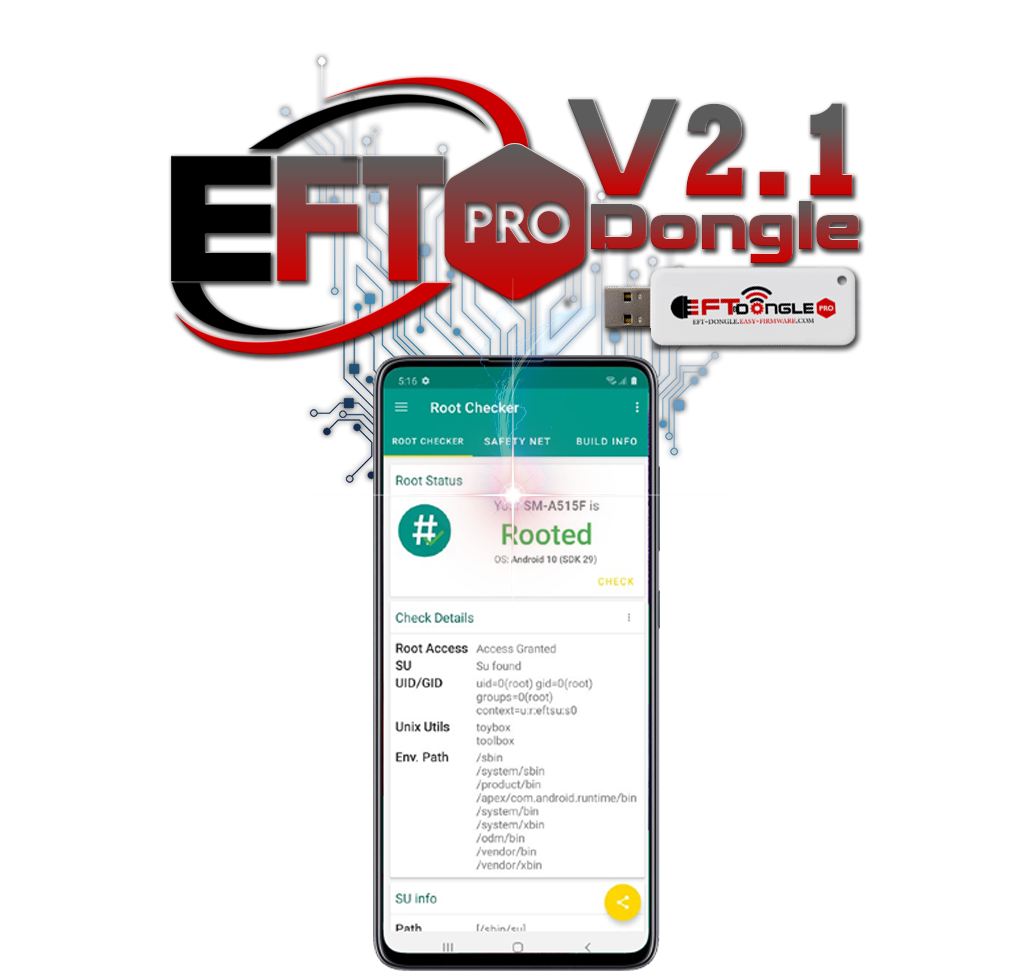 EFT PRO V2.1
Dongle
EFT DONGLE PRO
EFT-DONGLE.EASY-FIRMWARE.COM
5:16
Root Checker
ROOT CHECKER SAFETY NET BUILD INFO
Root Status
Your SM-A515F is
Rooted
OS: Android 10 (SDK 29)
CHECK
Check Details
Root Access Access Granted
SU Su found
UID/GID uid=0(root) gid=0(root)
groups=0(root)
context=u:r:eftsu:s0
Unix Utils toybox
toolbox
Env. Path /sbin
/system/sbin
/product/bin
/apex/com.android.runtime/bin
/system/bin
/system/xbin
/odm/bin
/vendor/bin
/vendor/xbin
SU info
Path [/sbin/su]